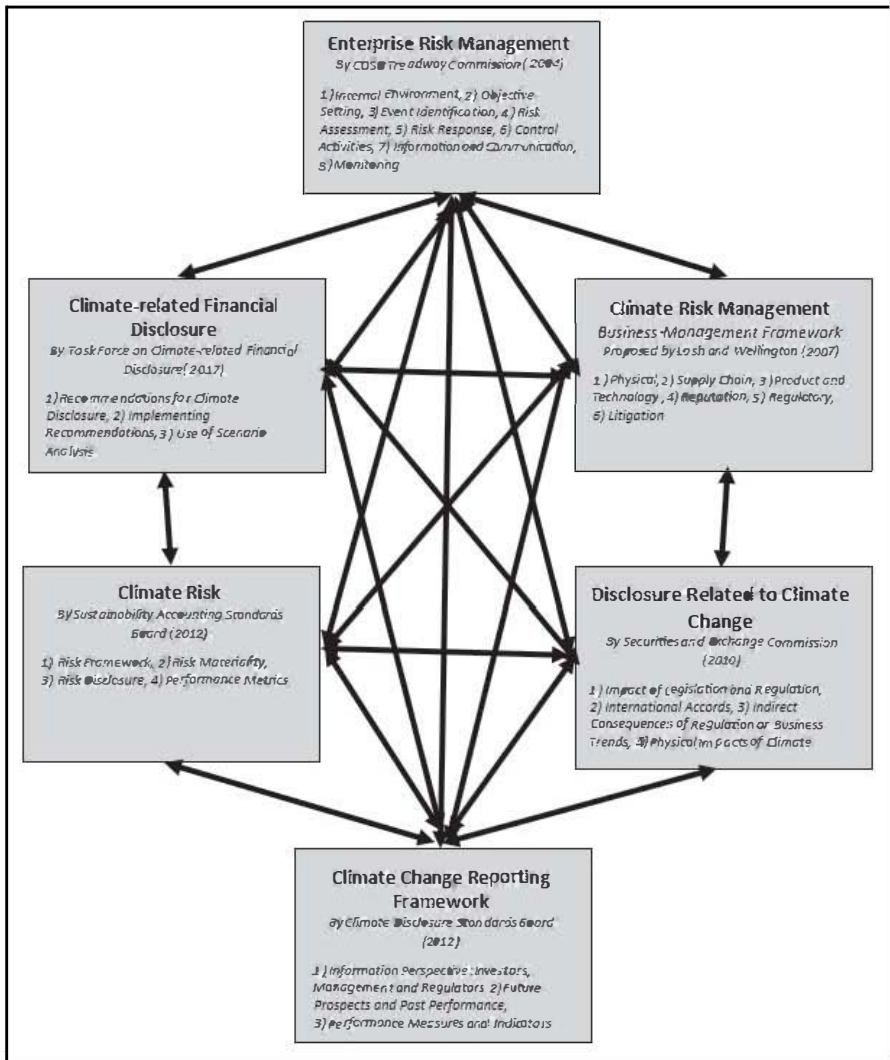 Enterprise Risk Management
By COSO Treadway Commission (2004)
1) Internal Environment, 2) Objective
Setting, 3) Event Identification, 4) Risk
Assessment, 5) Risk Response, 6) Control
Activities, 7) Information and Communication,
8) Monitoring
Climate-related Financial
Disclosure
By Task Force on Climate-related Financial
Disclosure (2017)
1) Recommendations for Climate
Disclosure, 2) Implementing
Recommendations, 3) Use of Scenario
Analysis
Climate Risk Management
Business-Management Framework
Proposed by Lash and Wellington (2007)
1) Physical, 2) Supply Chain, 3) Product and
Technology, 4) Reputation, 5) Regulatory,
6) Litigation
Climate Risk
By Sustainability Accounting Standards
Board (2012)
1) Risk Framework, 2) Risk Materiality,
3) Risk Disclosure, 4) Performance Metrics
Disclosure Related to Climate
Change
By Securities and Exchange Commission
(2010)
1) Impact of Legislation and Regulation,
2) International Accords, 3) Indirect
Consequences of Regulation or Business
Trends, 4) Physical Impacts of Climate
Climate Change Reporting
Framework
By Climate Disclosure Standards Board
(2012)
1) Information Perspective: Investors,
Management and Regulators 2) Future
Prospects and Past Performance,
3) Performance Measures and Indicators